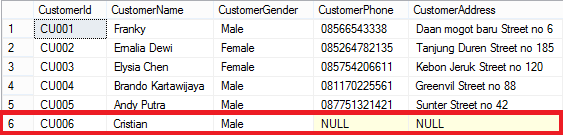 CustomerId CustomerName CustomerGender CustomerPhone CustomerAddress
1 CU001 Franky Male 08566543338 Daan mogot baru Street no 6
2 CU002 Emalia Dewi Female 085264782135 Tanjung Duren Street no 185
3 CU003 Elysia Chen Female 085754206611 Kebon Jeruk Street no 120
4 CU004 Brando Kartawijaya Male 081170225561 Greenvil Street no 88
5 CU005 Andy Putra Male 087751321421 Sunter Street no 42
6 CU006 Cristian Male NULL NULL